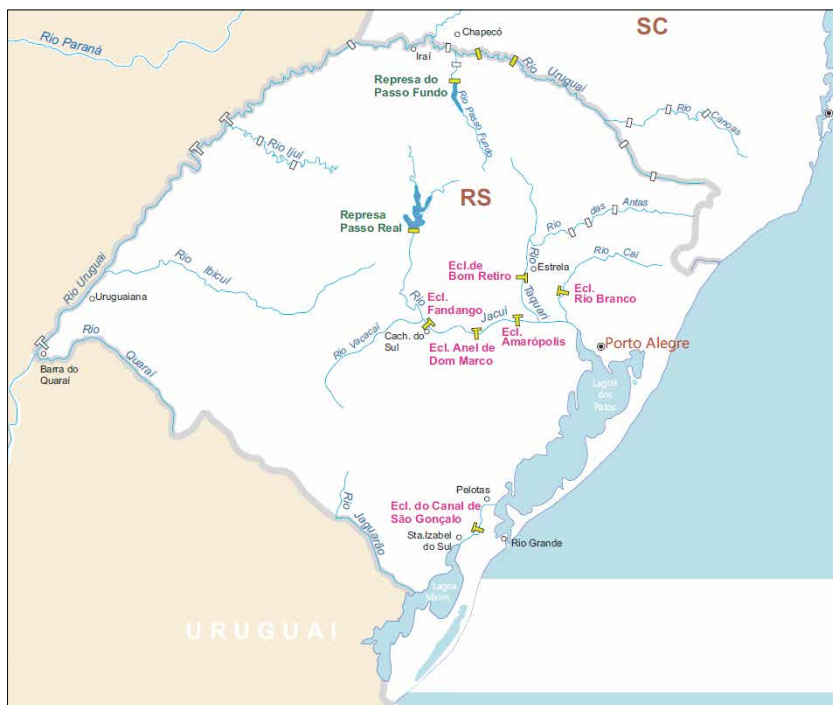 SC
Chapecó
Rio Paraná
Iraí
Represa do
Passo Fundo
Rio
Uruguai
Rio Passo Fundo
Rio
Canoas
Rio Ijuí
RS
Represa
Passo Real
Rio
das
Antas
Rio
Caí
Rio Uruguai
Rio
Ibicuí
Uruguaiana
Ecl.de
Bom Retiro
Estrela
Rio
Taquari
Ecl.
Rio Branco
Rio
Ecl.
Fandango
Jacuí
Rio Vacacaí
Cach. do
Sul
Ecl. Anel de
Dom Marco
Ecl.
Amarópolis
Porto Alegre
Rio
Quaraí
Barra do
Quaraí
Lagoa
dos
Patos
Pelotas
Ecl. do Canal de
São Gonçalo
Rio
Jaguarão
Sta.Izabel
do Sul
Rio Grande
Lagoa
Mirim
URUGUAI